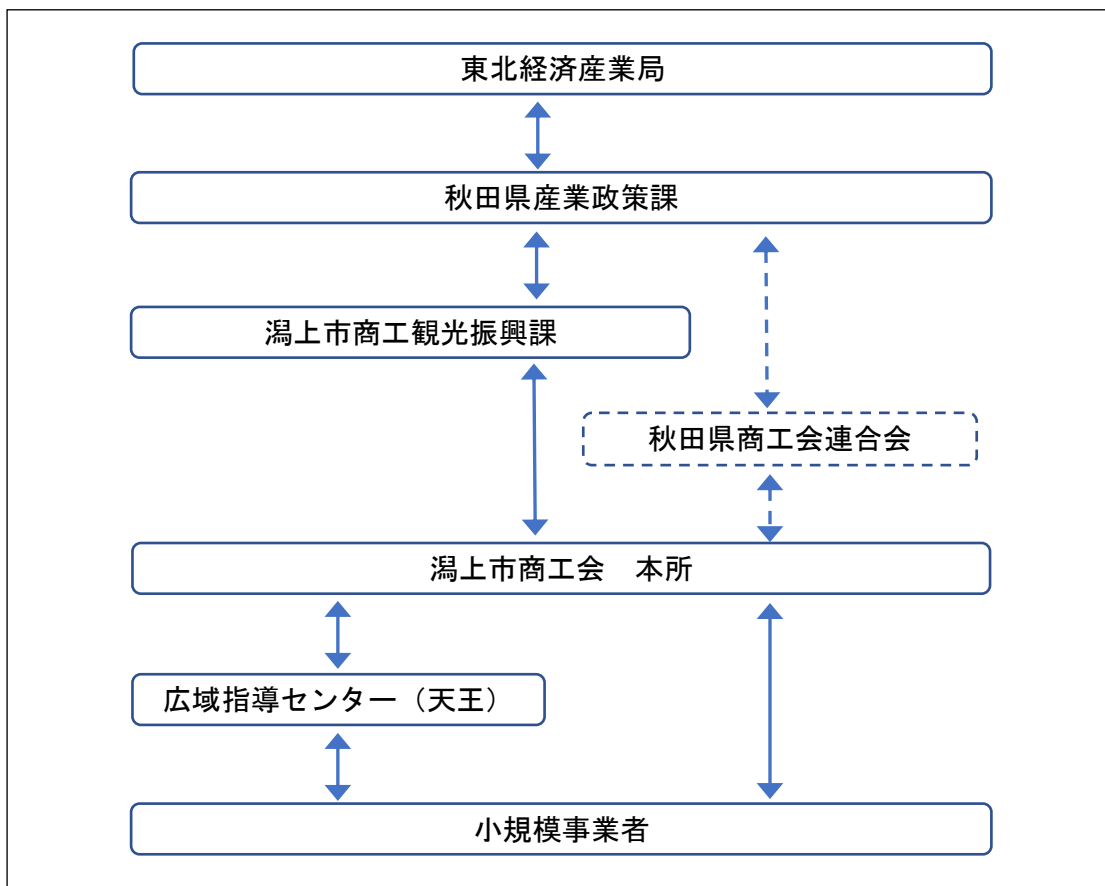 東北経済産業局
秋田県産業政策課
潟上市商工観光振興課
秋田県商工会連合会
潟上市商工会　本所
広域指導センター（天王）
小規模事業者